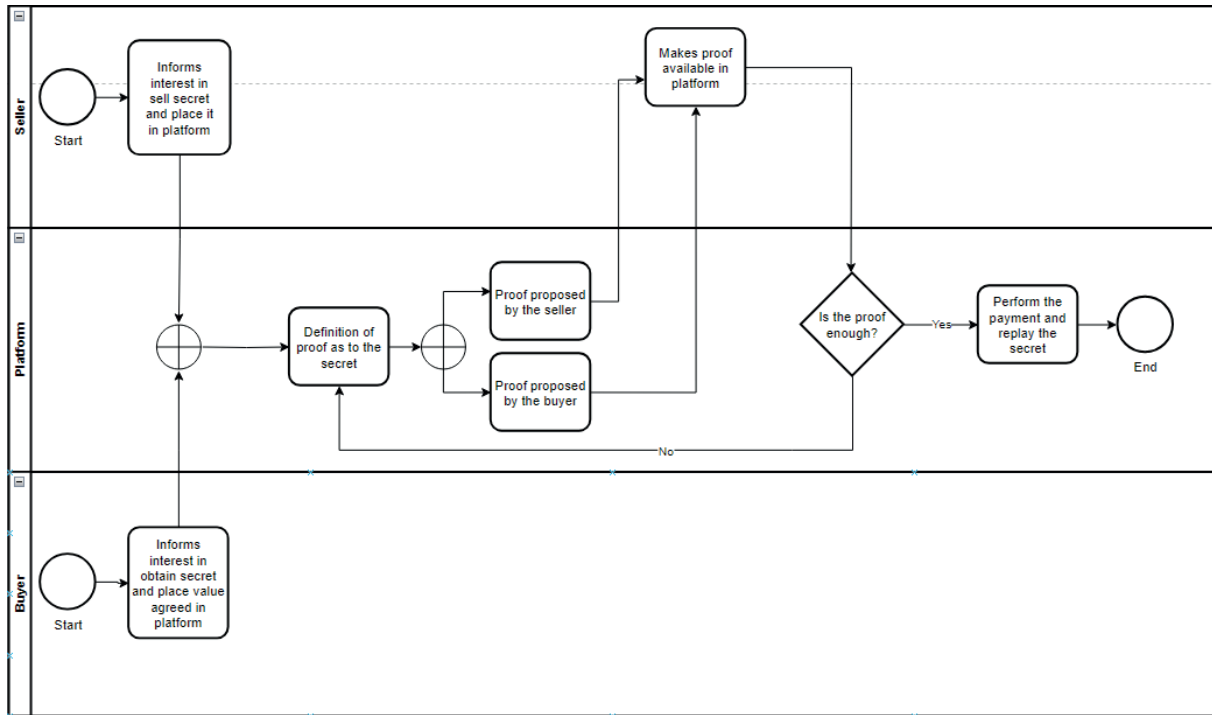 Seller
Start
Informs
interest in
sell secret
and place it
in platform
Makes proof
available in
platform
Platform
Definition of
proof as to the
secret
Proof proposed
by the seller
Proof proposed
by the buyer
Is the proof
enough?
Yes
No
Perform the
payment and
replay the
secret
End
Buyer
Start
Informs
interest in
obtain secret
and place value
agreed in
platform